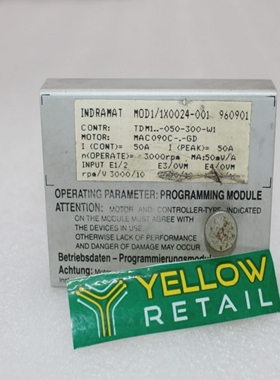 INDRAMAT MOD1/1X0024-001 960901
CONTR: TDM1..-050-300-W1
MOTOR: MAC090C-.-GD
I (CONT)= 50A I (PEAK)= 50A
n(OPERATE)= 3000rpm MA:50mV/A
INPUT E1/2 E3/0VM E4/0VM
rpm/V 3000/10
OPERATING PARAMETER: PROGRAMMING MODULE
ATTENTION: MOTOR AND CONTROLLER-TYPE INDICATED
ON THE MODULE MUST AGREE WITH
THE DEVICES IN USE.
OTHERWISE LACK OF PERFORMANCE
AND DANGER OF DAMAGE MAY OCCUR
Betriebsdaten - Programmierungsmodul
Achtung:
YELLOW
RETAIL